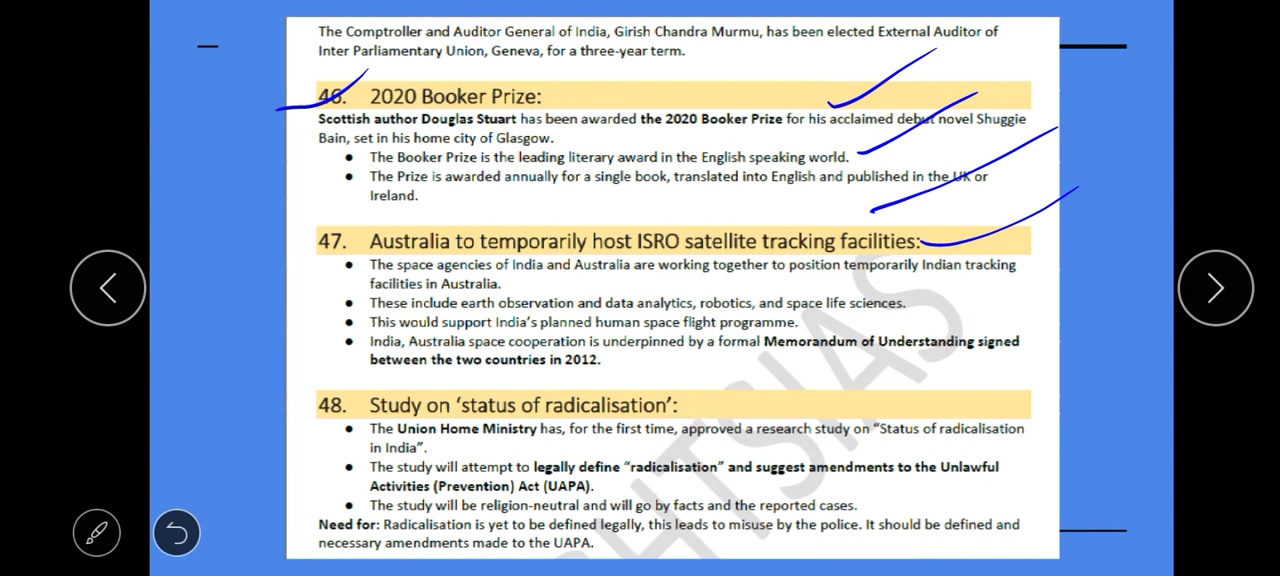 The Comptroller and Auditor General of India, Girish Chandra Murmu, has been elected External Auditor of
Inter Parliamentary Union, Geneva, for a three-year term.
46. 2020 Booker Prize:
Scottish author Douglas Stuart has been awarded the 2020 Booker Prize for his acclaimed debut novel Shuggie
Bain, set in his home city of Glasgow.
● The Booker Prize is the leading literary award in the English speaking world.
● The Prize is awarded annually for a single book, translated into English and published in the UK or
Ireland.
47. Australia to temporarily host ISRO satellite tracking facilities:
● The space agencies of India and Australia are working together to position temporarily Indian tracking
facilities in Australia.
● These include earth observation and data analytics, robotics, and space life sciences.
● This would support India's planned human space flight programme.
● India, Australia space cooperation is underpinned by a formal Memorandum of Understanding signed
between the two countries in 2012.
48. Study on ‘status of radicalisation’:
● The Union Home Ministry has, for the first time, approved a research study on “Status of radicalisation
in India”.
● The study will attempt to legally define “radicalisation” and suggest amendments to the Unlawful
Activities (Prevention) Act (UAPA).
● The study will be religion-neutral and will go by facts and the reported cases.
Need for: Radicalisation is yet to be defined legally, this leads to misuse by the police. It should be defined and
necessary amendments made to the UAPA.